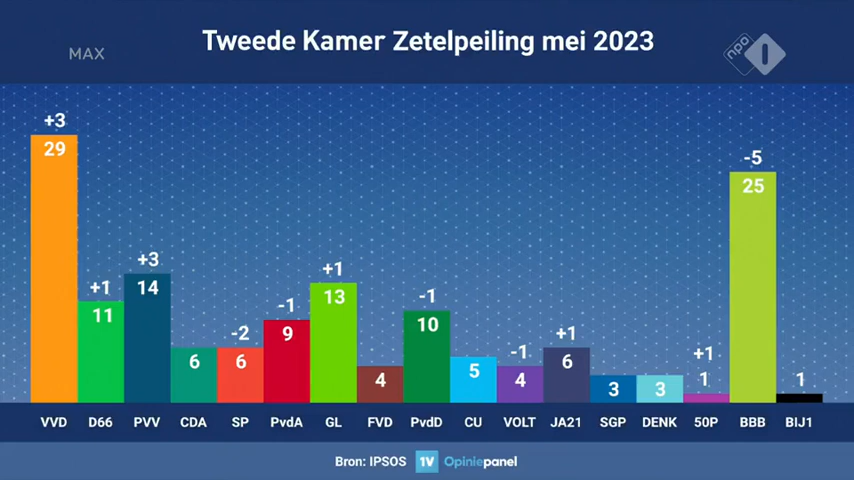 MAX
Tweede Kamer Zetelpeiling mei 2023
npo 1
+3 +1 +3 -2 -1 +1 -1 -1 +1 +1 -5
29 11 14 6 6 9 13 4 10 5 4 6 3 3 1 25 1
VVD D66 PVV CDA SP PvdA GL FVD PvdD CU VOLT JA21 SGP DENK 50P BBB BIJ1
Bron: IPSOS 1V Opiniepanel